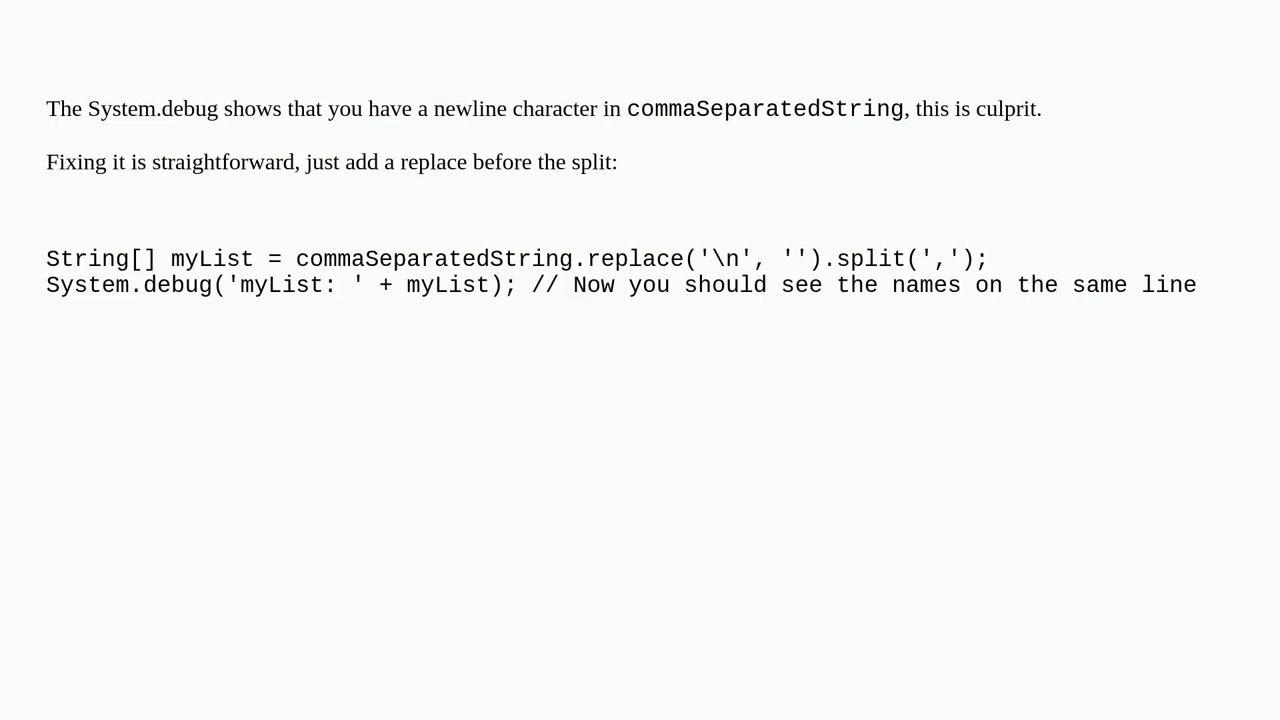 The System.debug shows that you have a newline character in commaSeparatedString, this is culprit.
Fixing it is straightforward, just add a replace before the split:
String[] myList = commaSeparatedString.replace('\n', '').split(',');
System.debug('myList: ' + myList); // Now you should see the names on the same line